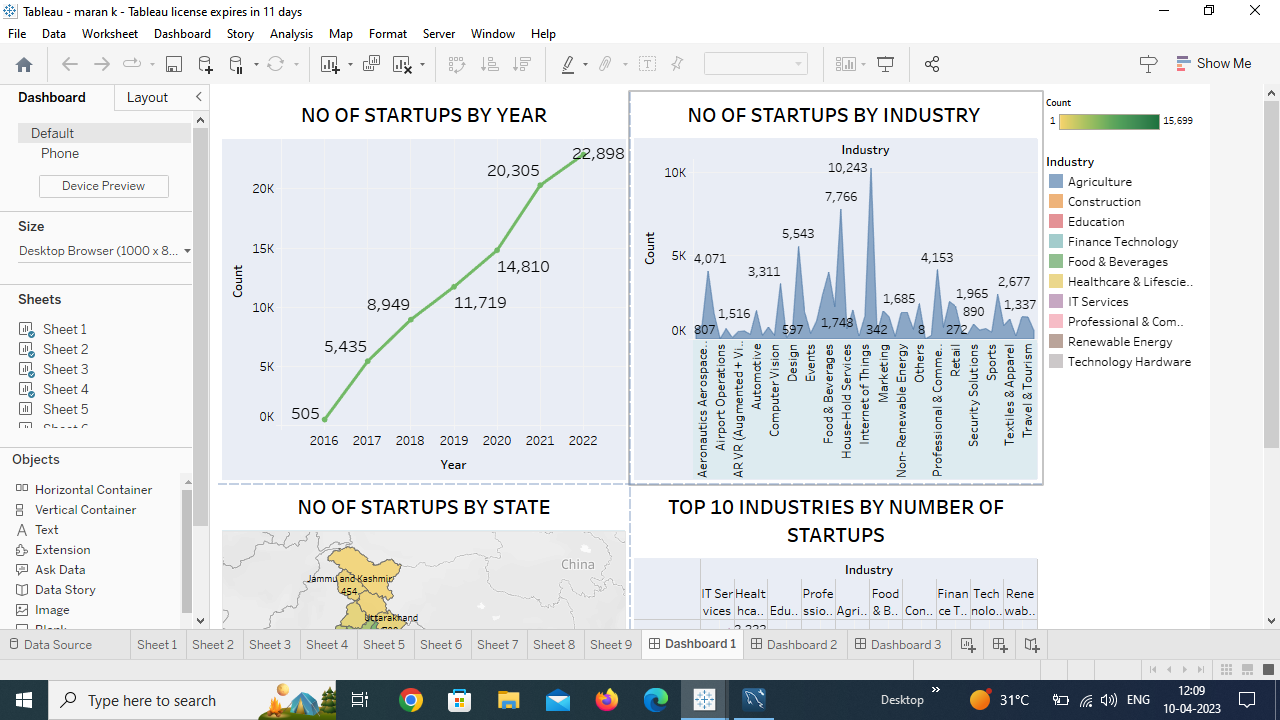 Tableau - maran k - Tableau license expires in 11 days
File Data Worksheet Dashboard Story Analysis Map Format Server Window Help
Show Me
Dashboard Layout
Default
Phone
Device Preview
Size
Desktop Browser (1000 x 8...
Sheets
Sheet 1
Sheet 2
Sheet 3
Sheet 4
Sheet 5
Objects
Horizontal Container
Vertical Container
Text
Extension
Ask Data
Data Story
Image
NO OF STARTUPS BY YEAR
Count
20K
15K
10K
5K
0K
505
5,435
8,949
11,719
14,810
20,305
22,898
2016 2017 2018 2019 2020 2021 2022
Year
NO OF STARTUPS BY INDUSTRY
Industry
Count
10K
5K
0K
10,243
7,766
5,543
4,071
3,311
4,153
2,677
1,516
1,685
1,965
1,337
890
807
597
1,748
342
8
272
Aeronautics Aerospace...
Airport Operations
AR VR (Augmented + Vi...
Automotive
Computer Vision
Design
Events
Food & Beverages
House-Hold Services
Internet of Things
Marketing
Non- Renewable Energy
Others
Professional & Comme...
Retail
Security Solutions
Sports
Textiles & Apparel
Travel & Tourism
Count
1 15,699
Industry
Agriculture
Construction
Education
Finance Technology
Food & Beverages
Healthcare & Lifescie..
IT Services
Professional & Com..
Renewable Energy
Technology Hardware
NO OF STARTUPS BY STATE
China
Jammu and Kashmir
454
Uttarakhand
TOP 10 INDUSTRIES BY NUMBER OF
STARTUPS
Industry
IT Ser Healt Profe Food Finan Tech Rene
vices hca.. Edu.. ssio.. Agri.. & B.. Con.. ce T.. nolo.. wab..
Data Source Sheet 1 Sheet 2 Sheet 3 Sheet 4 Sheet 5 Sheet 6 Sheet 7 Sheet 8 Sheet 9 Dashboard 1 Dashboard 2 Dashboard 3
Type here to search
Desktop
31°C
ENG
12:09
10-04-2023